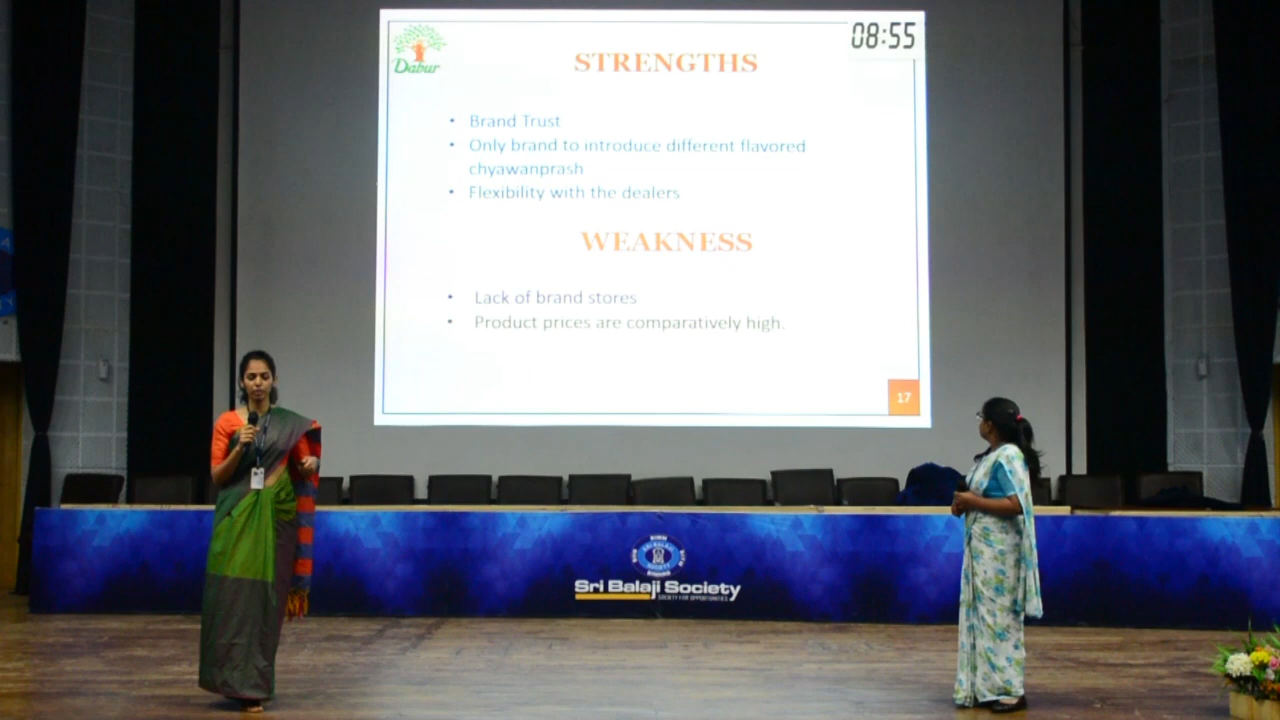 Dabur
08:55
STRENGTHS
• Brand Trust
• Only brand to introduce different flavored
chyawanprash
• Flexibility with the dealers
WEAKNESS
• Lack of brand stores
• Product prices are comparatively high.
17
Sri Balaji Society
SOCIETY FOR OPPORTUNITIES